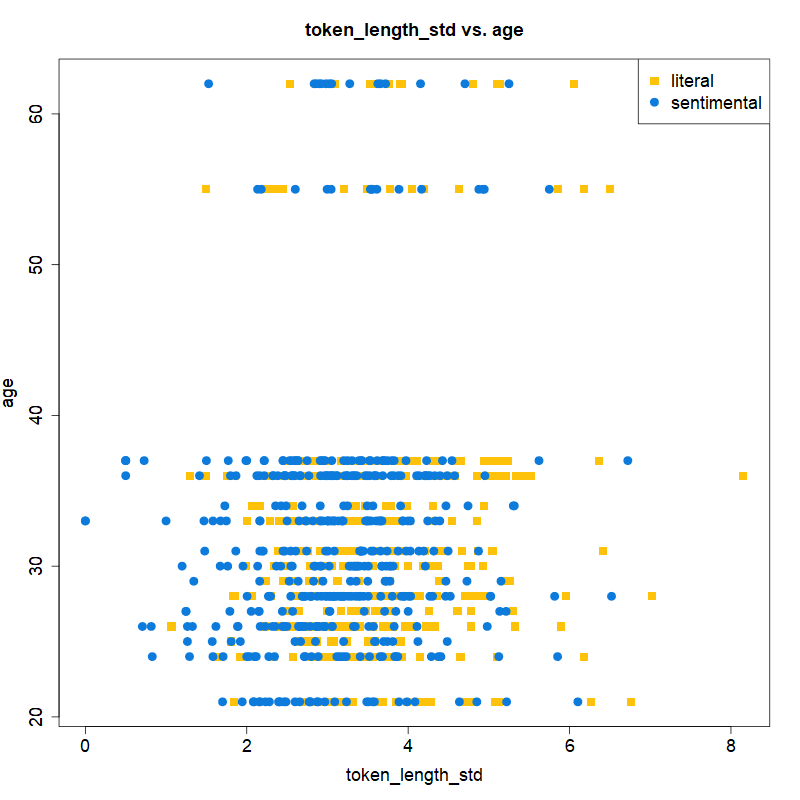 token_length_std vs. age
literal
sentimental
60
50
40
30
20
age
0 2 4 6 8
token_length_std